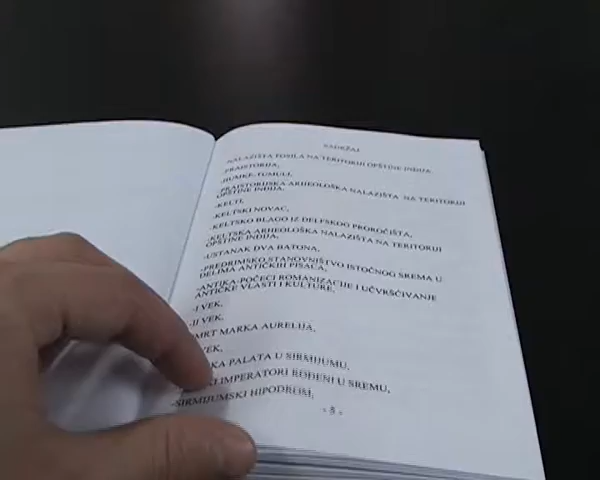 SADRŽAJ
-NALAZIŠTA FOSILA NA TERITORIJI OPŠTINE INĐIJA,
-PRAISTORIJA,
-HUMKE-TUMULI,
-PRAISTORIJSKA ARHEOLOŠKA NALAZIŠTA NA TERITORIJI
OPŠTINE INĐIJA,
-KELTI,
-KELTSKI NOVAC,
-KELTSKO BLAGO IZ DELFSKOG PROROČIŠTA,
-KELTSKA ARHEOLOŠKA NALAZIŠTA NA TERITORIJI
OPŠTINE INĐIJA,
-USTANAK DVA BATONA,
-PREDRIMSKO STANOVNIŠTVO ISTOČNOG SREMA U
DELIMA ANTIČKIH PISACA,
-ANTIKA-POČECI ROMANIZACIJE I UČVRŠĆIVANJE
ANTIČKE VLASTI I KULTURE,
-I VEK,
-II VEK,
SMRT MARKA AURELIJA,
VEK,
PALATA U SIRMIJUMU,
IMPERATORI ROĐENI U SREMU,
-SIRMIJUMSKI HIPODROM,
- 8 -